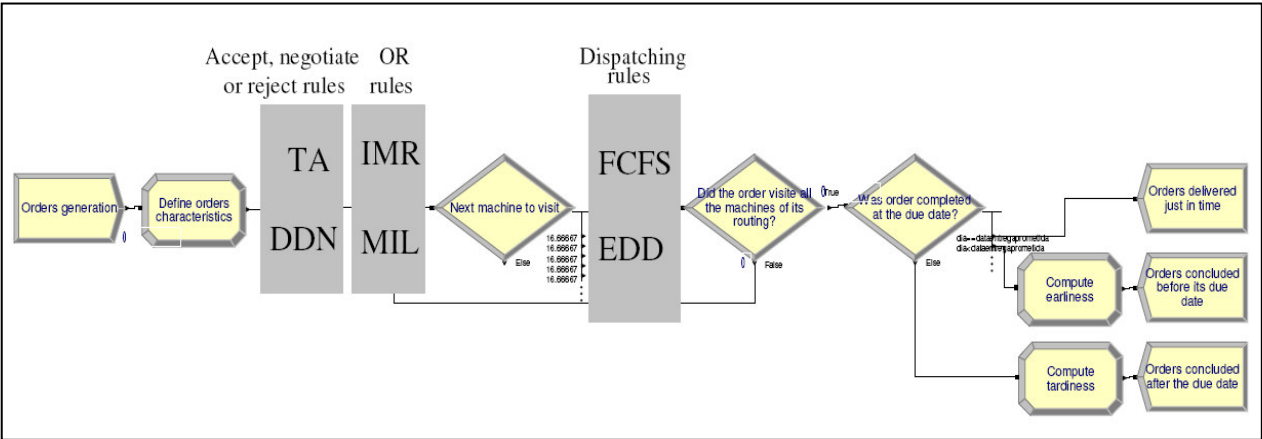 Accept, negotiate
or reject rules
OR
rules
Dispatching
rules
Orders generation
0
Define orders
characteristics
TA
DDN
IMR
MIL
Next machine to visit
Else
16.66667
16.66667
16.66667
16.66667
16.66667
FCFS
EDD
Did the order visite all
the machines of its
routing?
0
True
0
False
Was order completed
at the due date?
Else
dia==dataentregaprometida
dia<dataentregaprometida
Orders delivered
just in time
Compute
earliness
Orders concluded
before its due
date
Compute
tardiness
Orders concluded
after the due date